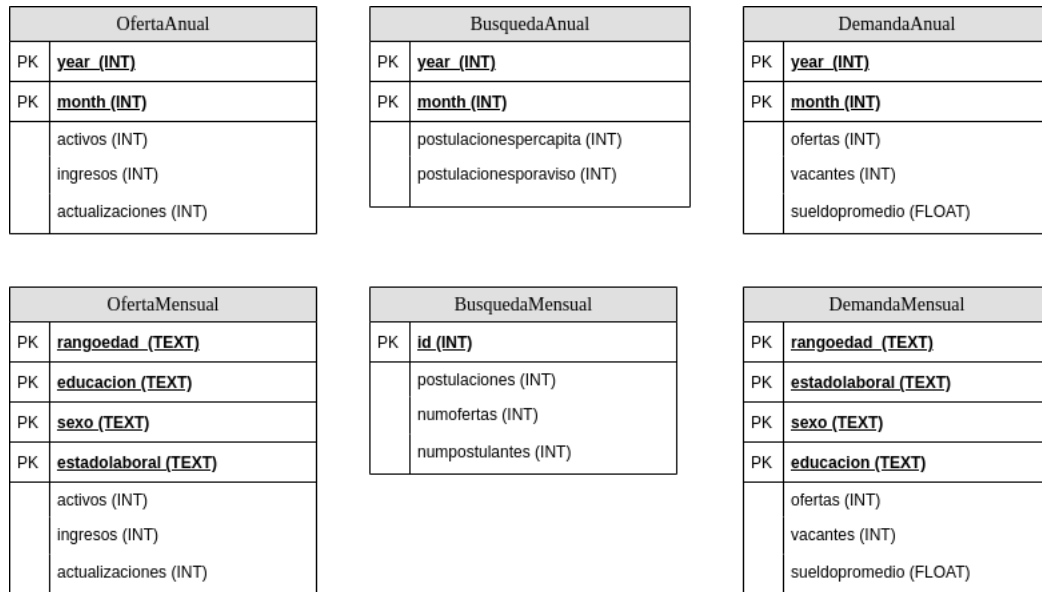 OfertaAnual
PK year (INT)
PK month (INT)
activos (INT)
ingresos (INT)
actualizaciones (INT)
BusquedaAnual
PK year (INT)
PK month (INT)
postulacionespercapita (INT)
postulacionesporaviso (INT)
DemandaAnual
PK year (INT)
PK month (INT)
ofertas (INT)
vacantes (INT)
sueldopromedio (FLOAT)
OfertaMensual
PK rangoedad (TEXT)
PK educacion (TEXT)
PK sexo (TEXT)
PK estadolaboral (TEXT)
activos (INT)
ingresos (INT)
actualizaciones (INT)
BusquedaMensual
PK id (INT)
postulaciones (INT)
numofertas (INT)
numpostulantes (INT)
DemandaMensual
PK rangoedad (TEXT)
PK estadolaboral (TEXT)
PK sexo (TEXT)
PK educacion (TEXT)
ofertas (INT)
vacantes (INT)
sueldopromedio (FLOAT)